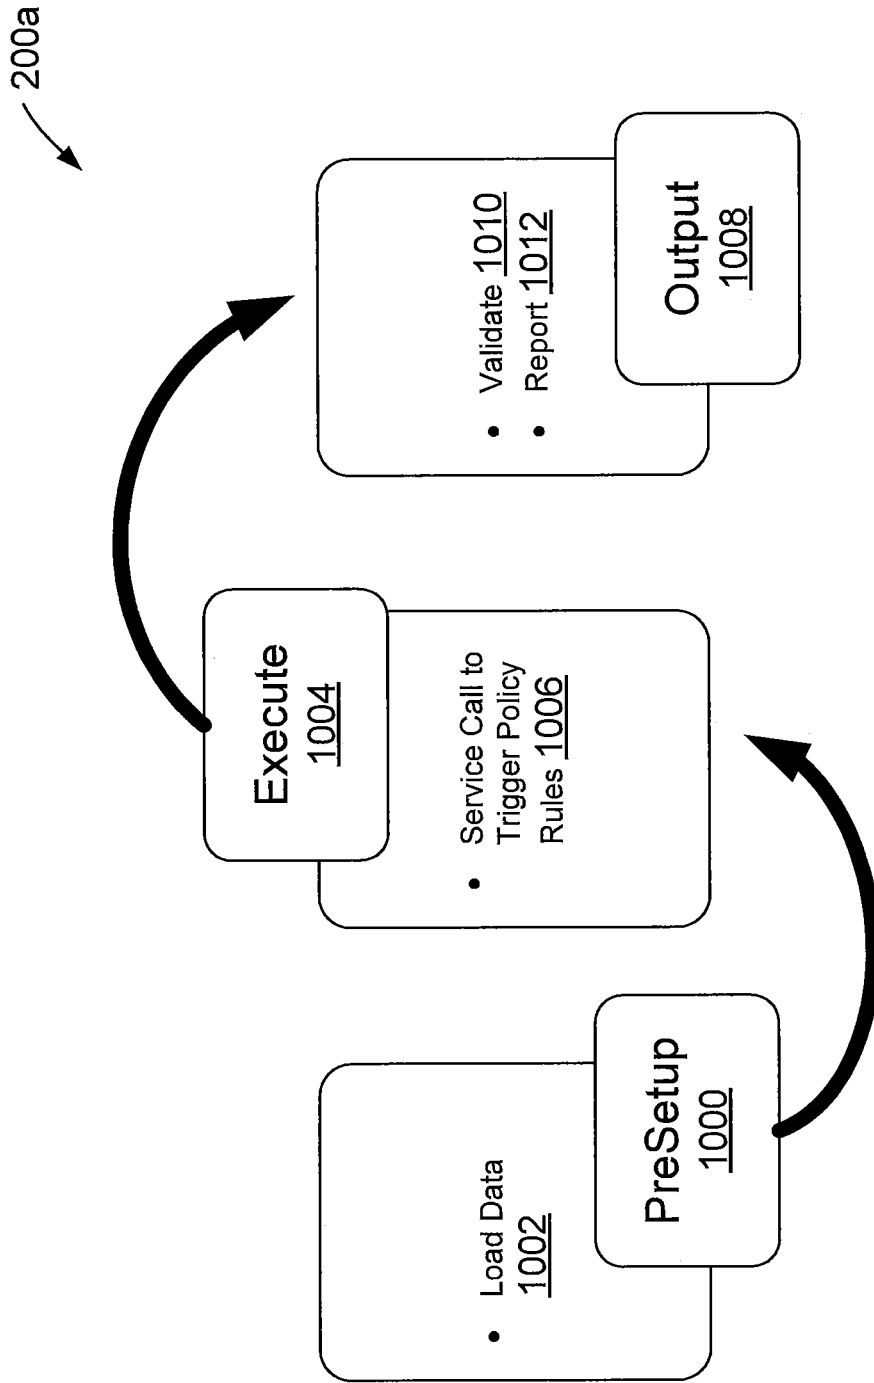 200a
• Load Data
1002
PreSetup
1000
Execute
1004
• Service Call to
Trigger Policy
Rules 1006
• Validate 1010
• Report 1012
Output
1008